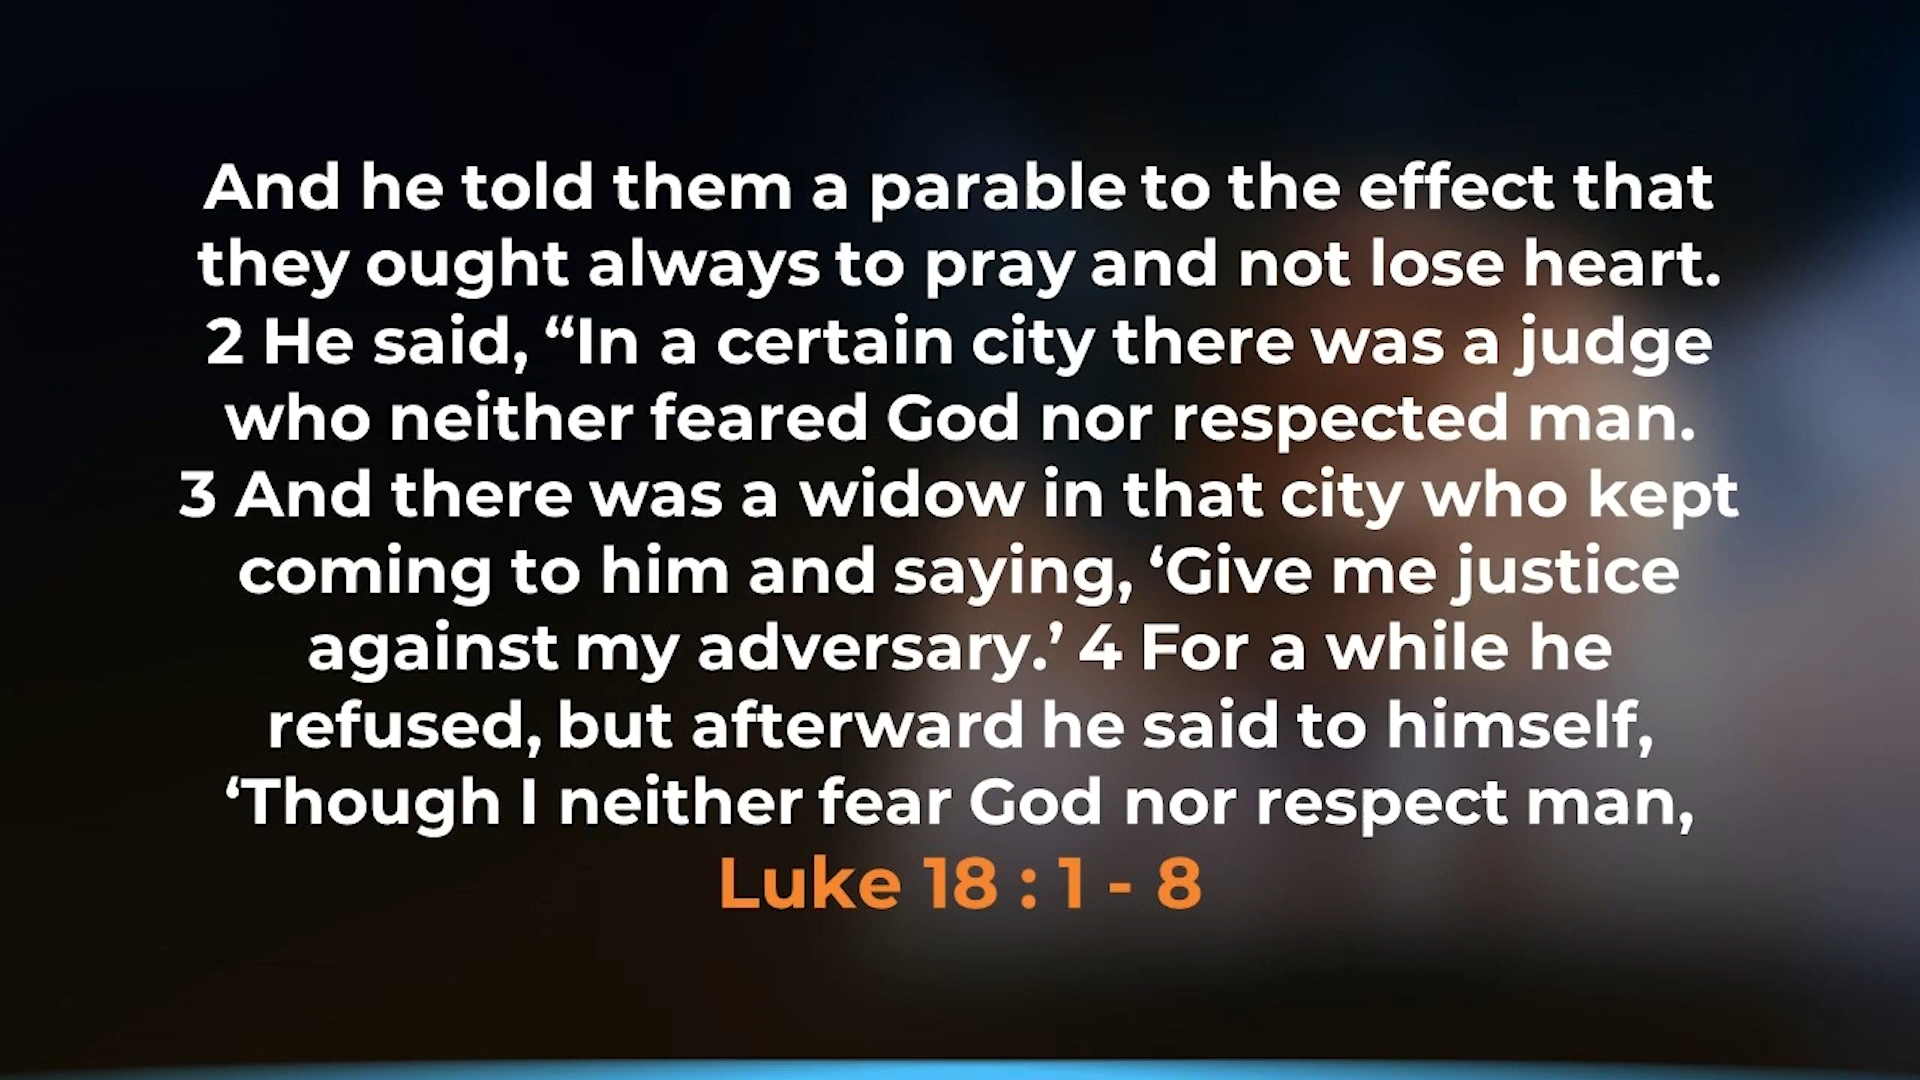 And he told them a parable to the effect that
they ought always to pray and not lose heart.
2 He said, “In a certain city there was a judge
who neither feared God nor respected man.
3 And there was a widow in that city who kept
coming to him and saying, ‘Give me justice
against my adversary.’ 4 For a while he
refused, but afterward he said to himself,
‘Though I neither fear God nor respect man,
Luke 18 : 1 - 8